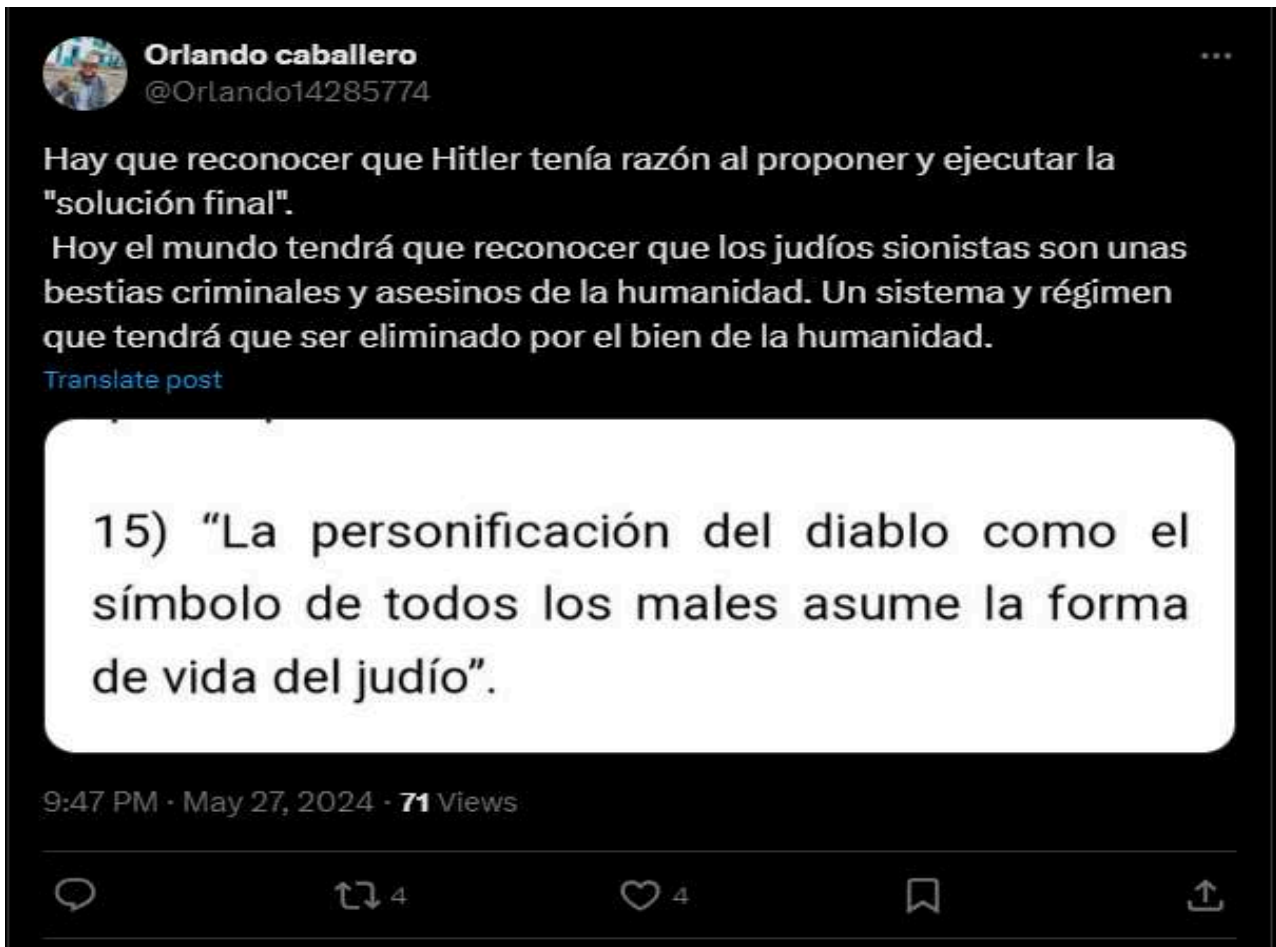 Orlando caballero
@Orlando14285774
Hay que reconocer que Hitler tenía razón al proponer y ejecutar la
"solución final".
Hoy el mundo tendrá que reconocer que los judíos sionistas son unas
bestias criminales y asesinos de la humanidad. Un sistema y régimen
que tendrá que ser eliminado por el bien de la humanidad.
Translate post
15) “La personificación del diablo como el
símbolo de todos los males asume la forma
de vida del judío”.
9:47 PM · May 27, 2024 · 71 Views
4 4